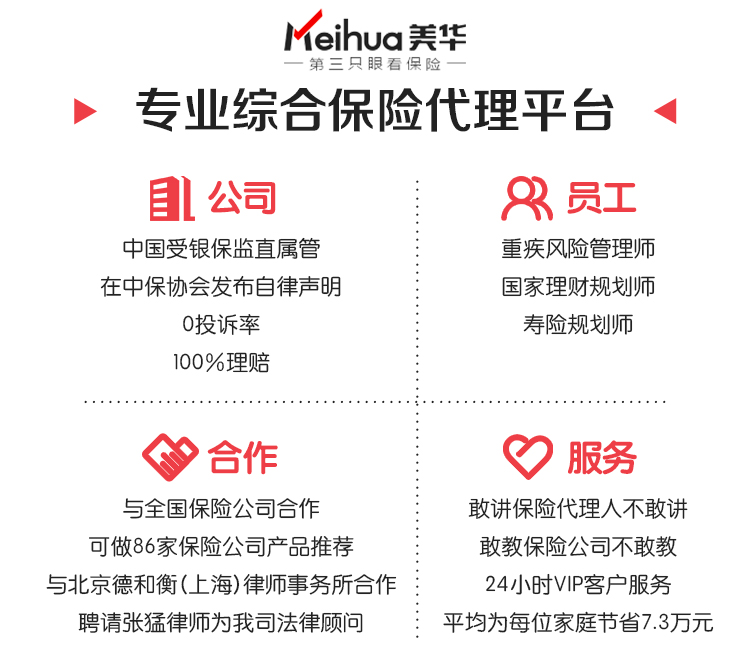 Meihua美华
第三只眼看保险
专业综合保险代理平台
公司
中国受银保监直属管
在中保协会发布自律声明
0投诉率
100%理赔
员工
重疾风险管理师
国家理财规划师
寿险规划师
合作
与全国保险公司合作
可做86家保险公司产品推荐
与北京德和衡(上海)律师事务所合作
聘请张猛律师为我司法律顾问
服务
敢讲保险代理人不敢讲
敢教保险公司不敢教
24小时VIP客户服务
平均为每位家庭节省7.3万元